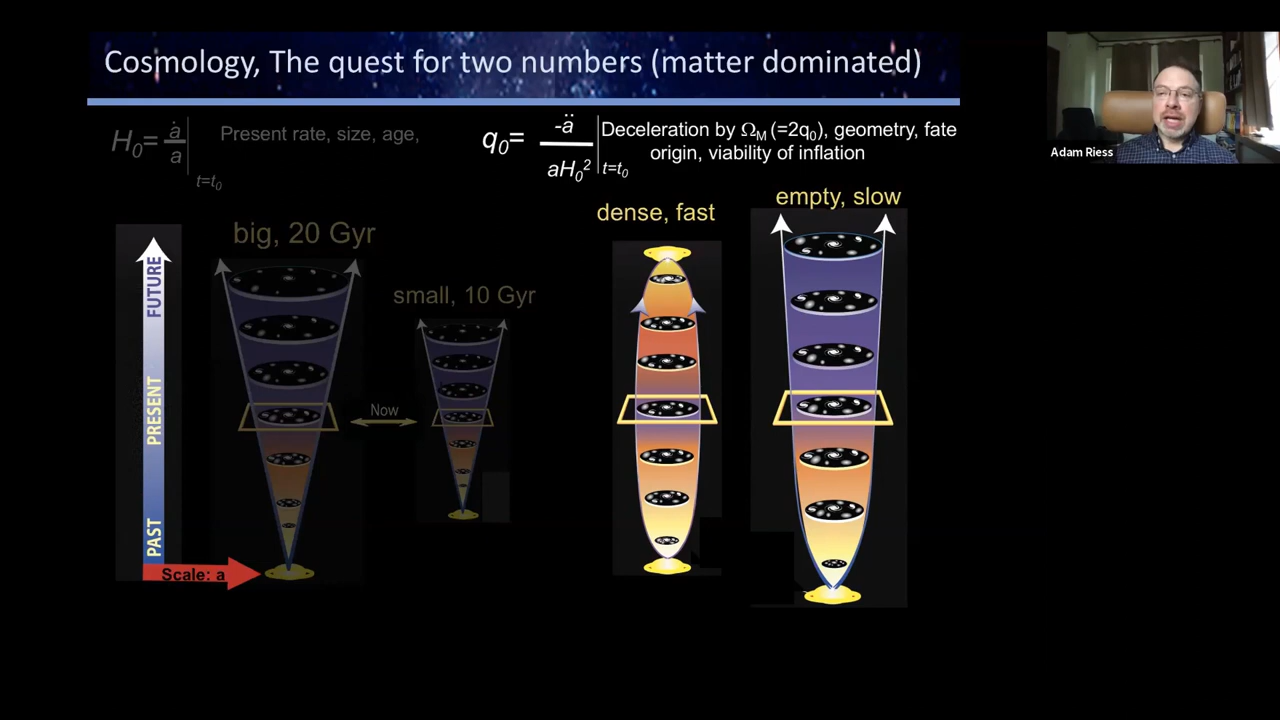 Cosmology, The quest for two numbers (matter dominated)
H₀= ȧ/a |t=t₀
Present rate, size, age,
q₀= -ä/aH₀² |t=t₀
Deceleration by Ω_M (=2q₀), geometry, fate
origin, viability of inflation
Adam Riess
big, 20 Gyr
small, 10 Gyr
dense, fast
empty, slow
FUTURE
PRESENT
PAST
Now
Scale: a